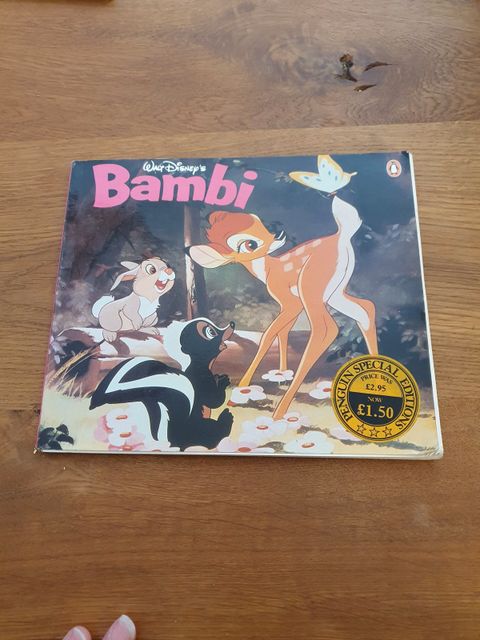 WALT DISNEY'S
Bambi
PENGUIN SPECIAL EDITIONS
PRICE WAS
£2.95
NOW
£1.50